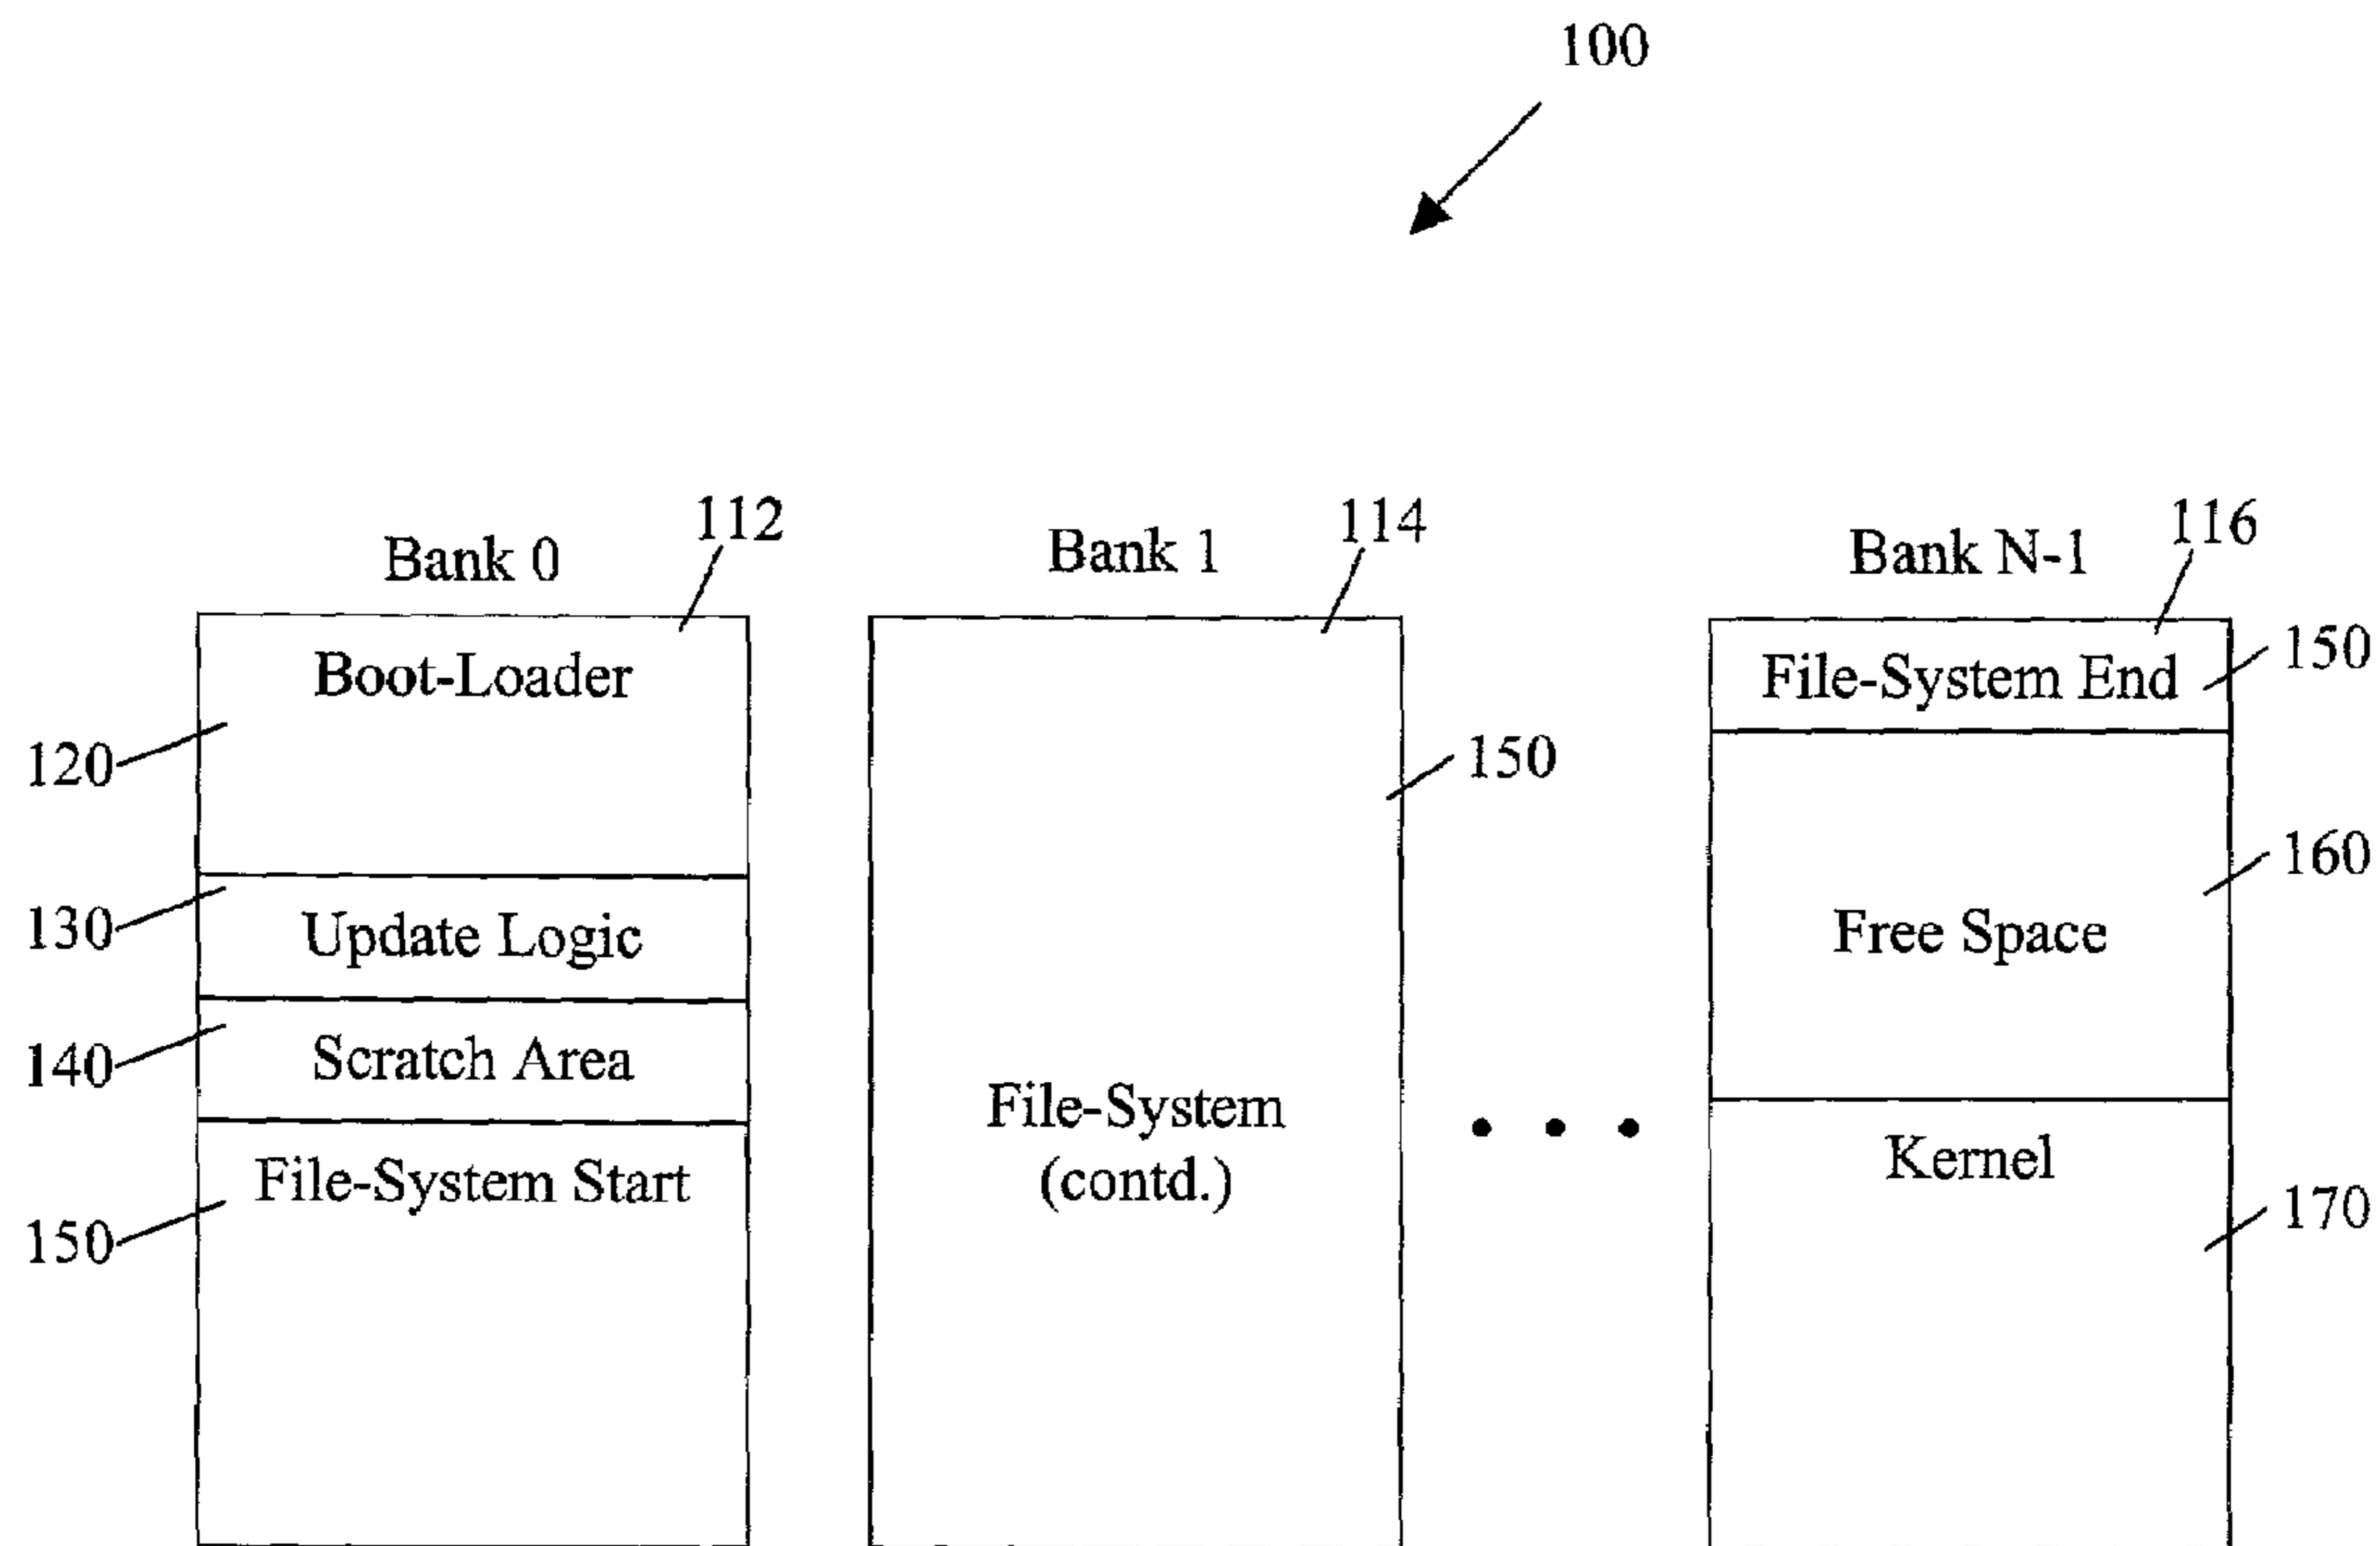 100
Bank 0
112
Boot-Loader
120
130
Update Logic
140
Scratch Area
File-System Start
150
Bank 1
114
150
File-System
(contd.)
• • •
Bank N-1
116
File-System End
150
160
Free Space
Kernel
170